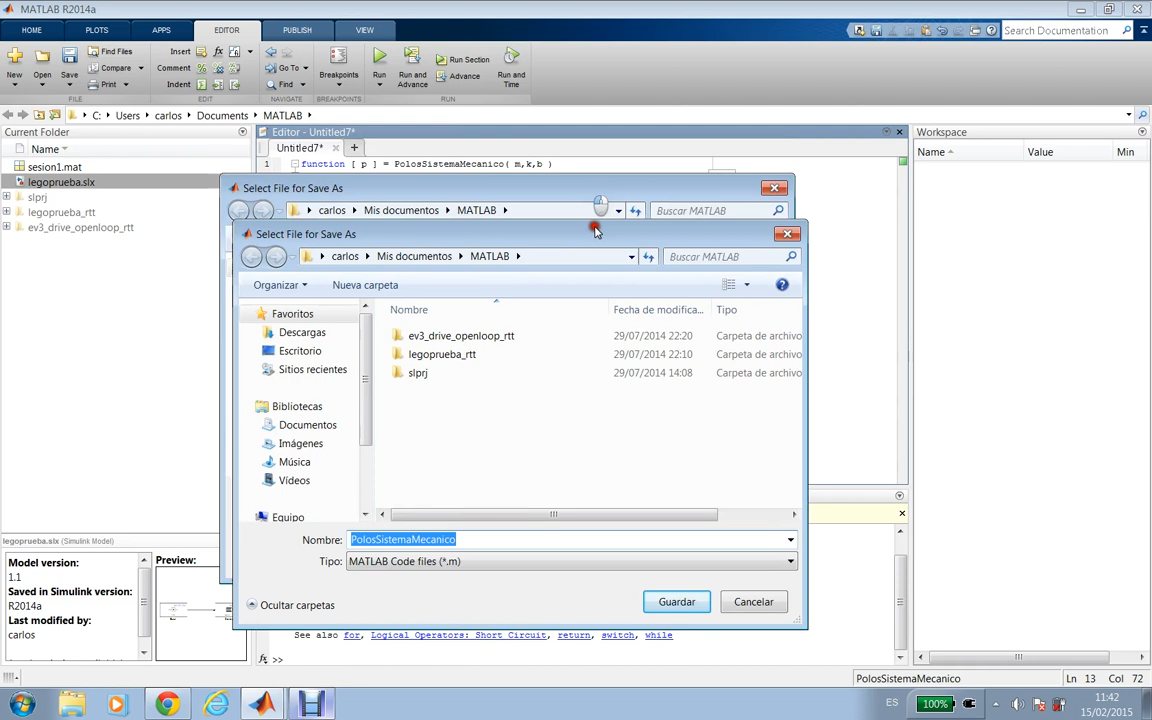 MATLAB R2014a
HOME PLOTS APPS EDITOR PUBLISH VIEW
Search Documentation
New Open Save
Find Files
Compare
Print
Insert
Comment
Indent
fx
Go To
Find
Breakpoints
Run
Run and Advance
Run Section
Advance
Run and Time
FILE EDIT NAVIGATE BREAKPOINTS RUN
C: Users carlos Documents MATLAB
Current Folder
Name
sesion1.mat
legoprueba.slx
slprj
legoprueba_rtt
ev3_drive_openloop_rtt
Editor - Untitled7*
Untitled7*
1 function [ p ] = PolosSistemaMecanico( m,k,b )
Workspace
Name Value Min
Select File for Save As
carlos Mis documentos MATLAB
Buscar MATLAB
Select File for Save As
carlos Mis documentos MATLAB
Buscar MATLAB
Organizar Nueva carpeta
Favoritos
Descargas
Escritorio
Sitios recientes
Bibliotecas
Documentos
Imágenes
Música
Vídeos
Equipo
Nombre Fecha de modifica... Tipo
ev3_drive_openloop_rtt 29/07/2014 22:20 Carpeta de archivo
legoprueba_rtt 29/07/2014 22:10 Carpeta de archivo
slprj 29/07/2014 14:08 Carpeta de archivo
Nombre: PolosSistemaMecanico
Tipo: MATLAB Code files (*.m)
Ocultar carpetas
Guardar Cancelar
legoprueba.slx (Simulink Model)
Model version:
1.1
Saved in Simulink version:
R2014a
Last modified by:
carlos
Preview:
See also for, Logical Operators: Short Circuit, return, switch, while
fx >>
PolosSistemaMecanico Ln 13 Col 72
ES 100% 11:42
15/02/2015